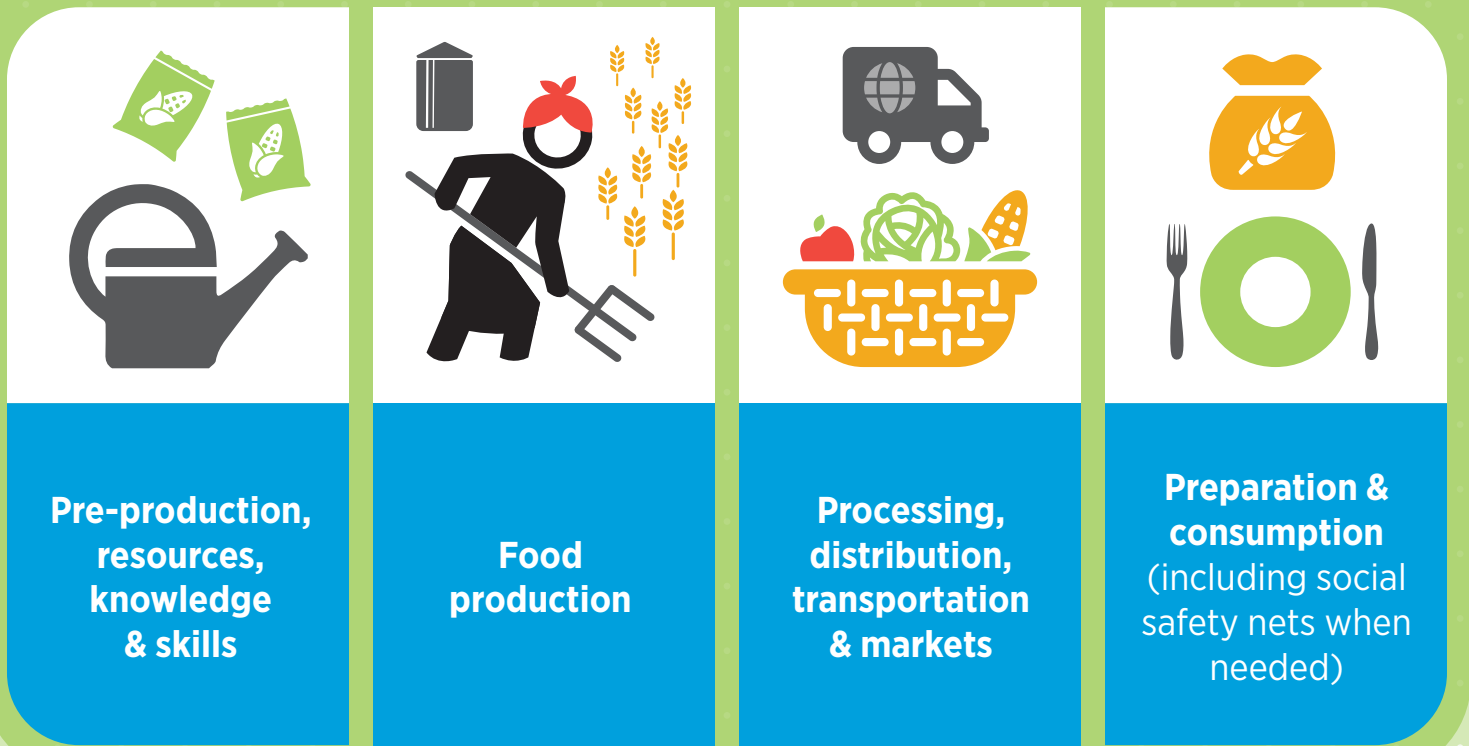 Pre-production,
resources,
knowledge
& skills
Food
production
Processing,
distribution,
transportation
& markets
Preparation &
consumption
(including social
safety nets when
needed)